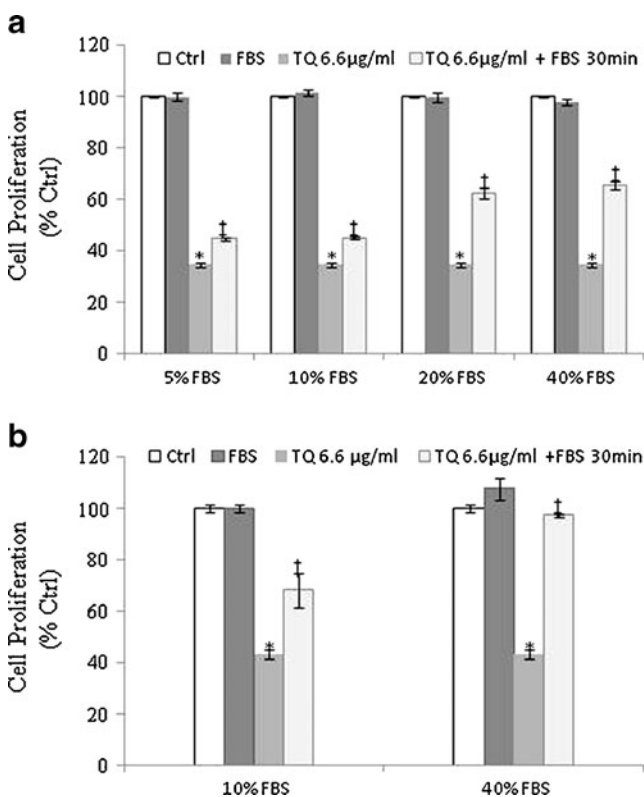 a
120
Ctrl FBS TQ 6.6µg/ml TQ 6.6µg/ml + FBS 30min
100
80
60
40
20
0
Cell Proliferation
(% Ctrl)
‡ ‡ ‡ ‡
* * * *
5% FBS 10% FBS 20% FBS 40% FBS
b
120
Ctrl FBS TQ 6.6 µg/ml TQ 6.6µg/ml +FBS 30min
100
80
60
40
20
0
Cell Proliferation
(% Ctrl)
‡ ‡
* *
10%FBS 40%FBS